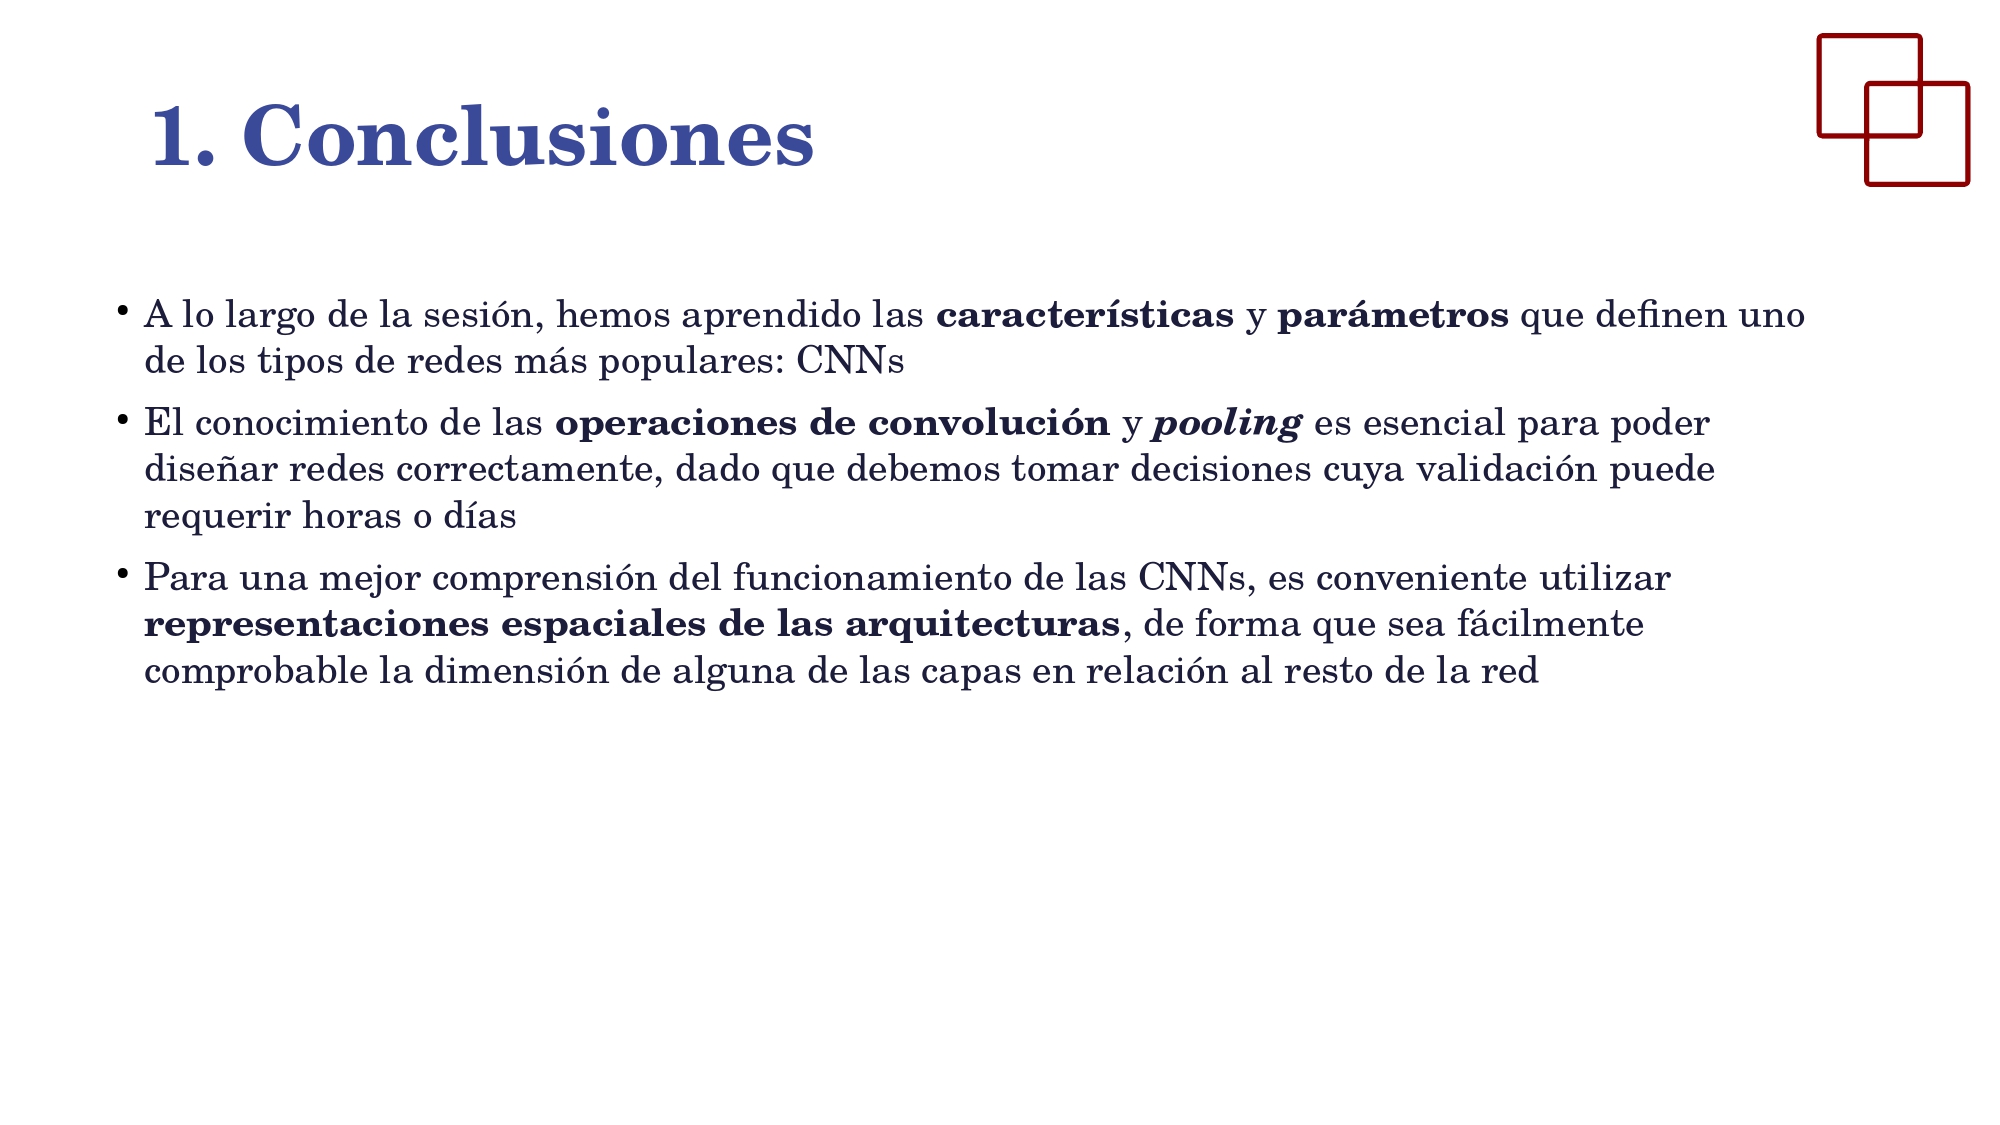 1. Conclusiones
• A lo largo de la sesión, hemos aprendido las características y parámetros que definen uno
de los tipos de redes más populares: CNNs
• El conocimiento de las operaciones de convolución y pooling es esencial para poder
diseñar redes correctamente, dado que debemos tomar decisiones cuya validación puede
requerir horas o días
• Para una mejor comprensión del funcionamiento de las CNNs, es conveniente utilizar
representaciones espaciales de las arquitecturas, de forma que sea fácilmente
comprobable la dimensión de alguna de las capas en relación al resto de la red